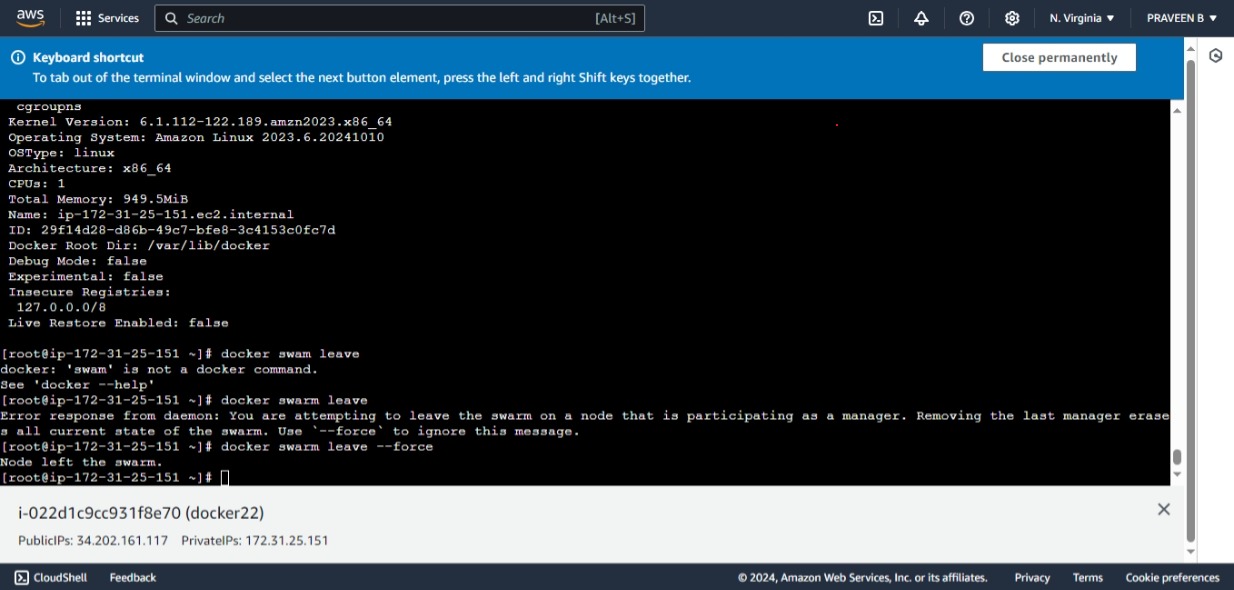 aws
Services
Search
[Alt+S]
N. Virginia
PRAVEEN B
Keyboard shortcut
To tab out of the terminal window and select the next button element, press the left and right Shift keys together.
Close permanently
cgroupns
Kernel Version: 6.1.112-122.189.amzn2023.x86_64
Operating System: Amazon Linux 2023.6.20241010
OSType: linux
Architecture: x86_64
CPUs: 1
Total Memory: 949.5MiB
Name: ip-172-31-25-151.ec2.internal
ID: 29f14d28-d86b-49c7-bfe8-3c4153c0fc7d
Docker Root Dir: /var/lib/docker
Debug Mode: false
Experimental: false
Insecure Registries:
127.0.0.0/8
Live Restore Enabled: false
[root@ip-172-31-25-151 ~]# docker swam leave
docker: 'swam' is not a docker command.
See 'docker --help'
[root@ip-172-31-25-151 ~]# docker swarm leave
Error response from daemon: You are attempting to leave the swarm on a node that is participating as a manager. Removing the last manager erase
s all current state of the swarm. Use `--force` to ignore this message.
[root@ip-172-31-25-151 ~]# docker swarm leave --force
Node left the swarm.
[root@ip-172-31-25-151 ~]#
i-022d1c9cc931f8e70 (docker22)
PublicIPs: 34.202.161.117 PrivateIPs: 172.31.25.151
CloudShell Feedback © 2024, Amazon Web Services, Inc. or its affiliates. Privacy Terms Cookie preferences